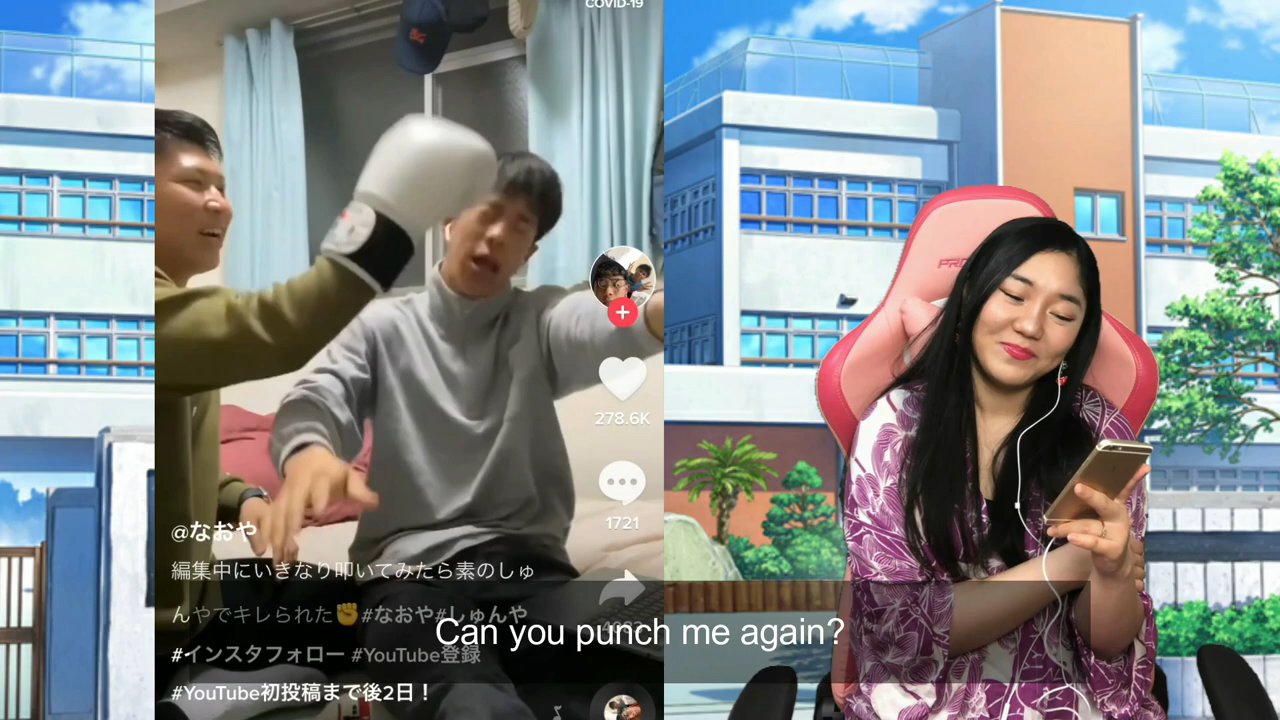 COVID-19
278.6K
1721
@なおや
編集中にいきなり叩いてみたら素のしゅ
んやでキレられた✊#なおや#しゅんや
Can you punch me again?
#インスタフォロー #YouTube登録
#YouTube初投稿まで後2日！